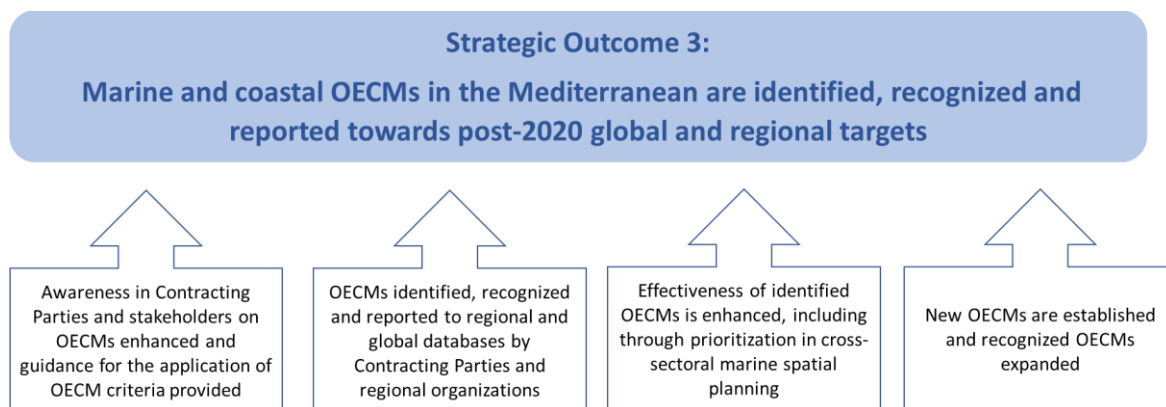 Strategic Outcome 3:
Marine and coastal OECMs in the Mediterranean are identified, recognized and
reported towards post-2020 global and regional targets
Awareness in Contracting
Parties and stakeholders on
OECMs enhanced and
guidance for the application of
OECM criteria provided
OECMs identified, recognized
and reported to regional and
global databases by
Contracting Parties and
regional organizations
Effectiveness of identified
OECMs is enhanced, including
through prioritization in cross-
sectoral marine spatial
planning
New OECMs are established
and recognized OECMs
expanded